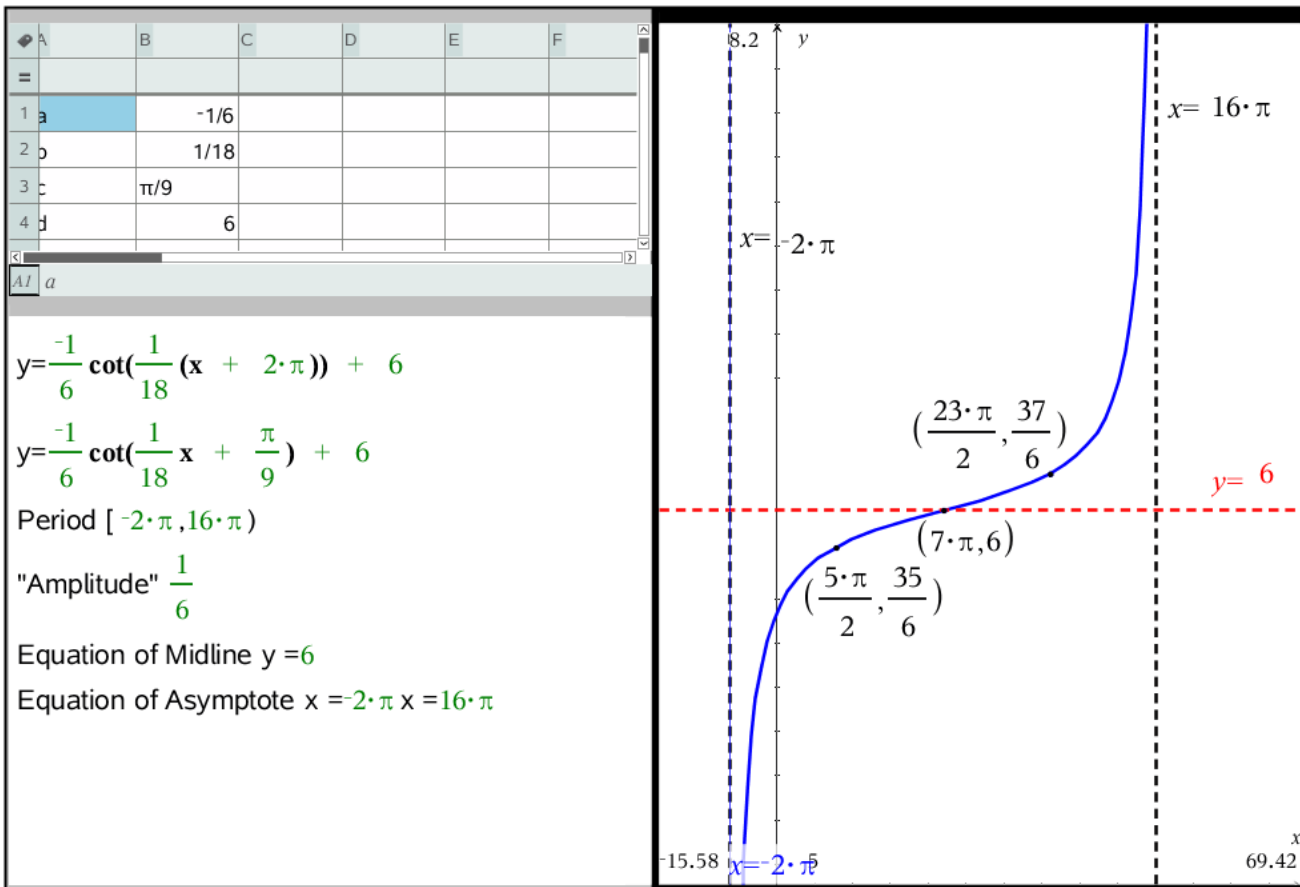 A B C D E F
=
1 a ⁻1/6
2 b 1/18
3 c π/9
4 d 6
A1 a
y=⁻1/6 cot(1/18 (x + 2·π)) + 6
y=⁻1/6 cot(1/18 x + π/9) + 6
Period [ ⁻2·π ,16·π )
"Amplitude" 1/6
Equation of Midline y =6
Equation of Asymptote x =⁻2·π x =16·π
8.2 y
x= 16·π
x= ⁻2·π
(23·π/2, 37/6)
y= 6
(7·π,6)
(5·π/2, 35/6)
x
⁻15.58 x=⁻2·π 5 69.42